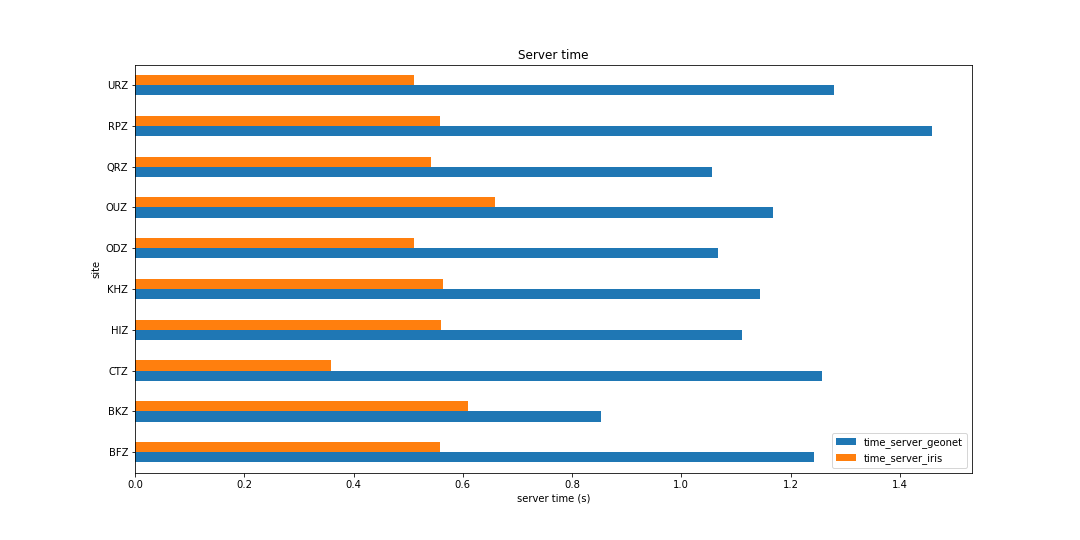 Server time
URZ
RPZ
QRZ
OUZ
ODZ
KHZ
HIZ
CTZ
BKZ
BFZ
site
time_server_geonet
time_server_iris
0.0 0.2 0.4 0.6 0.8 1.0 1.2 1.4
server time (s)